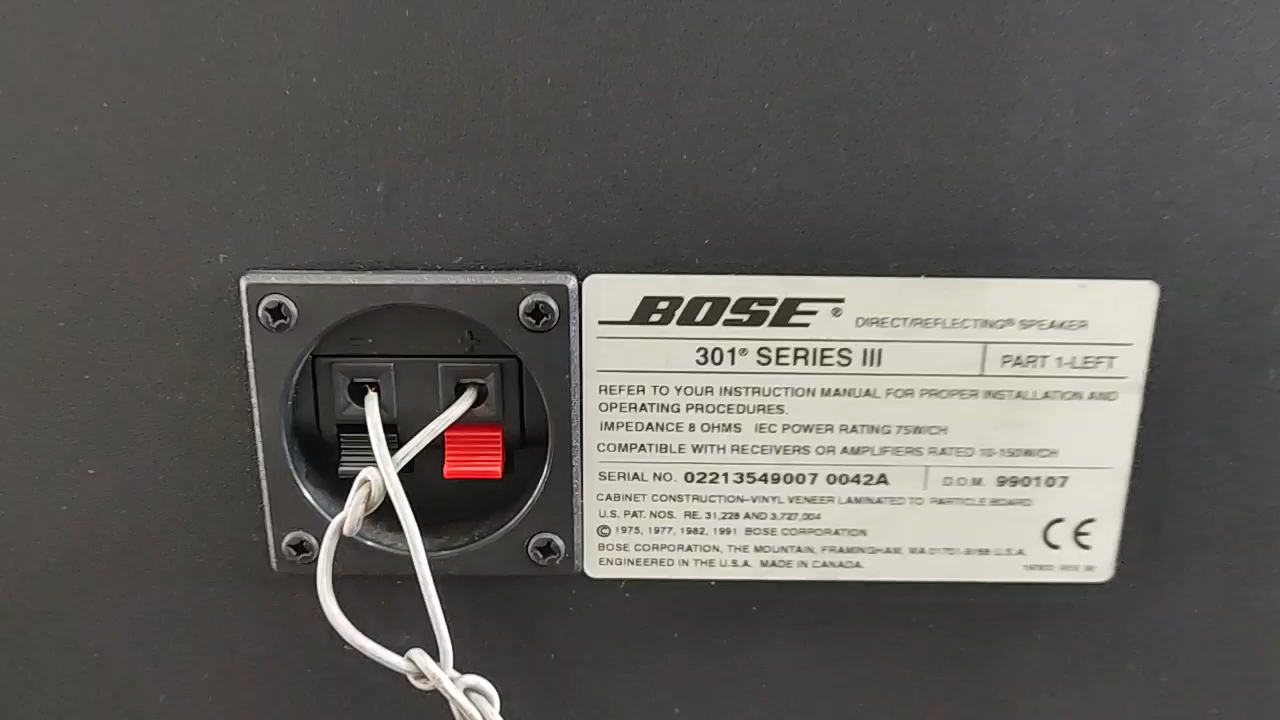 - +
BOSE®
DIRECT/REFLECTING® SPEAKER
301® SERIES III
PART 1-LEFT
REFER TO YOUR INSTRUCTION MANUAL FOR PROPER INSTALLATION AND
OPERATING PROCEDURES.
IMPEDANCE 8 OHMS IEC POWER RATING 75W/CH
COMPATIBLE WITH RECEIVERS OR AMPLIFIERS RATED 10-150W/CH
SERIAL NO. 02213549007 0042A
D.O.M. 990107
CABINET CONSTRUCTION–VINYL VENEER LAMINATED TO PARTICLE BOARD
U.S. PAT. NOS. RE. 31,228 AND 3,727,004
© 1975, 1977, 1982, 1991 BOSE CORPORATION
BOSE CORPORATION, THE MOUNTAIN, FRAMINGHAM, MA 01701-9168 U.S.A.
ENGINEERED IN THE U.S.A. MADE IN CANADA.
CE
REV.